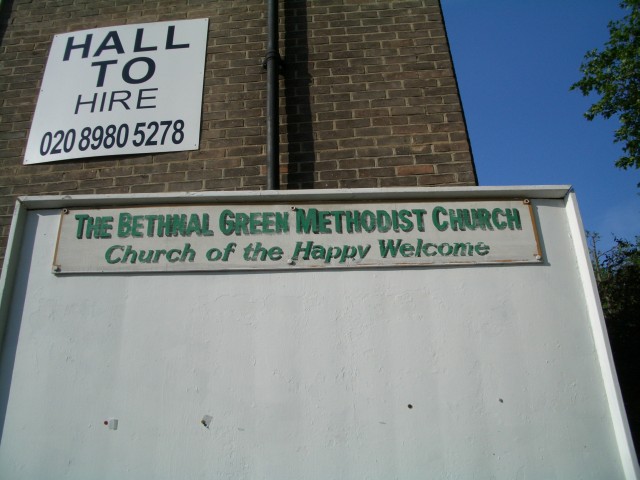 HALL
TO
HIRE
020 8980 5278
THE BETHNAL GREEN METHODIST CHURCH
Church of the Happy Welcome